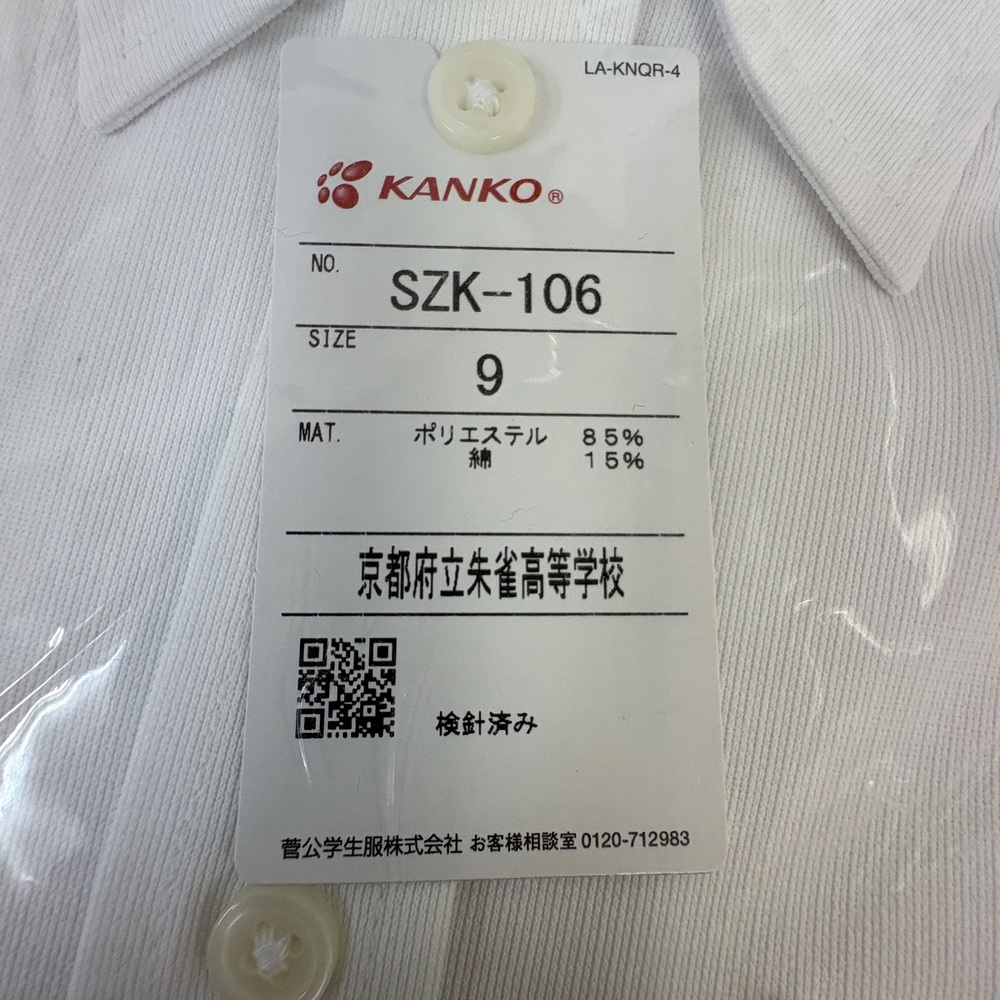 LA-KNQR-4
KANKO®
NO. SZK-106
SIZE
9
MAT. ポリエステル 85%
綿 15%
京都府立朱雀高等学校
検針済み
菅公学生服株式会社 お客様相談室 0120-712983